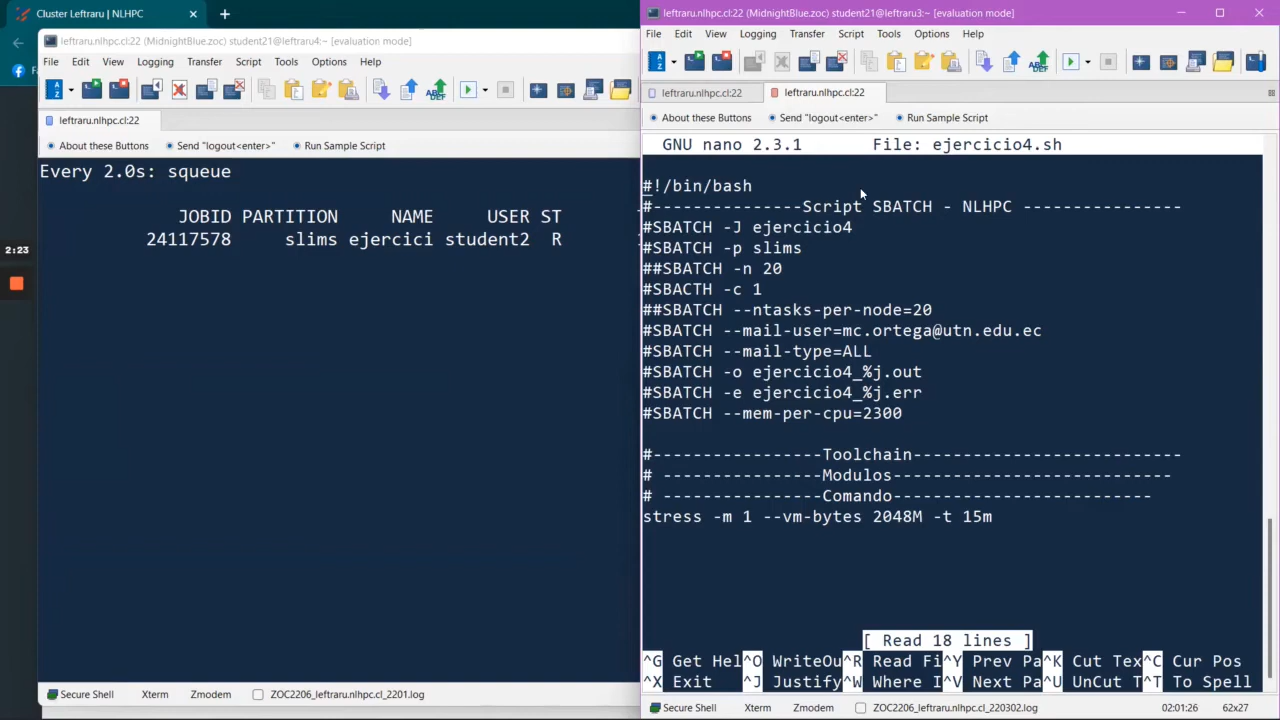 Cluster Leftraru | NLHPC
leftraru.nlhpc.cl:22 (MidnightBlue.zoc) student21@leftraru4:~ [evaluation mode]
File Edit View Logging Transfer Script Tools Options Help
leftraru.nlhpc.cl:22
About these Buttons Send "logout<enter>" Run Sample Script
Every 2.0s: squeue
JOBID PARTITION NAME USER ST
24117578 slims ejercici student2 R
2:23
Secure Shell Xterm Zmodem ZOC2206_leftraru.nlhpc.cl_2201.log
leftraru.nlhpc.cl:22 (MidnightBlue.zoc) student21@leftraru3:~ [evaluation mode]
File Edit View Logging Transfer Script Tools Options Help
leftraru.nlhpc.cl:22 leftraru.nlhpc.cl:22
About these Buttons Send "logout<enter>" Run Sample Script
GNU nano 2.3.1 File: ejercicio4.sh
#!/bin/bash
#---------------Script SBATCH - NLHPC ---------------
#SBATCH -J ejercicio4
#SBATCH -p slims
##SBATCH -n 20
#SBACTH -c 1
##SBATCH --ntasks-per-node=20
#SBATCH --mail-user=mc.ortega@utn.edu.ec
#SBATCH --mail-type=ALL
#SBATCH -o ejercicio4_%j.out
#SBATCH -e ejercicio4_%j.err
#SBATCH --mem-per-cpu=2300
#-----------------Toolchain---------------------------
# ----------------Modulos----------------------------
# ----------------Comando--------------------------
stress -m 1 --vm-bytes 2048M -t 15m
[ Read 18 lines ]
^G Get Hel^O WriteOu^R Read Fi^Y Prev Pa^K Cut Tex^C Cur Pos
^X Exit ^J Justify^W Where I^V Next Pa^U UnCut T^T To Spell
Secure Shell Xterm Zmodem ZOC2206_leftraru.nlhpc.cl_220302.log 02:01:26 62x27